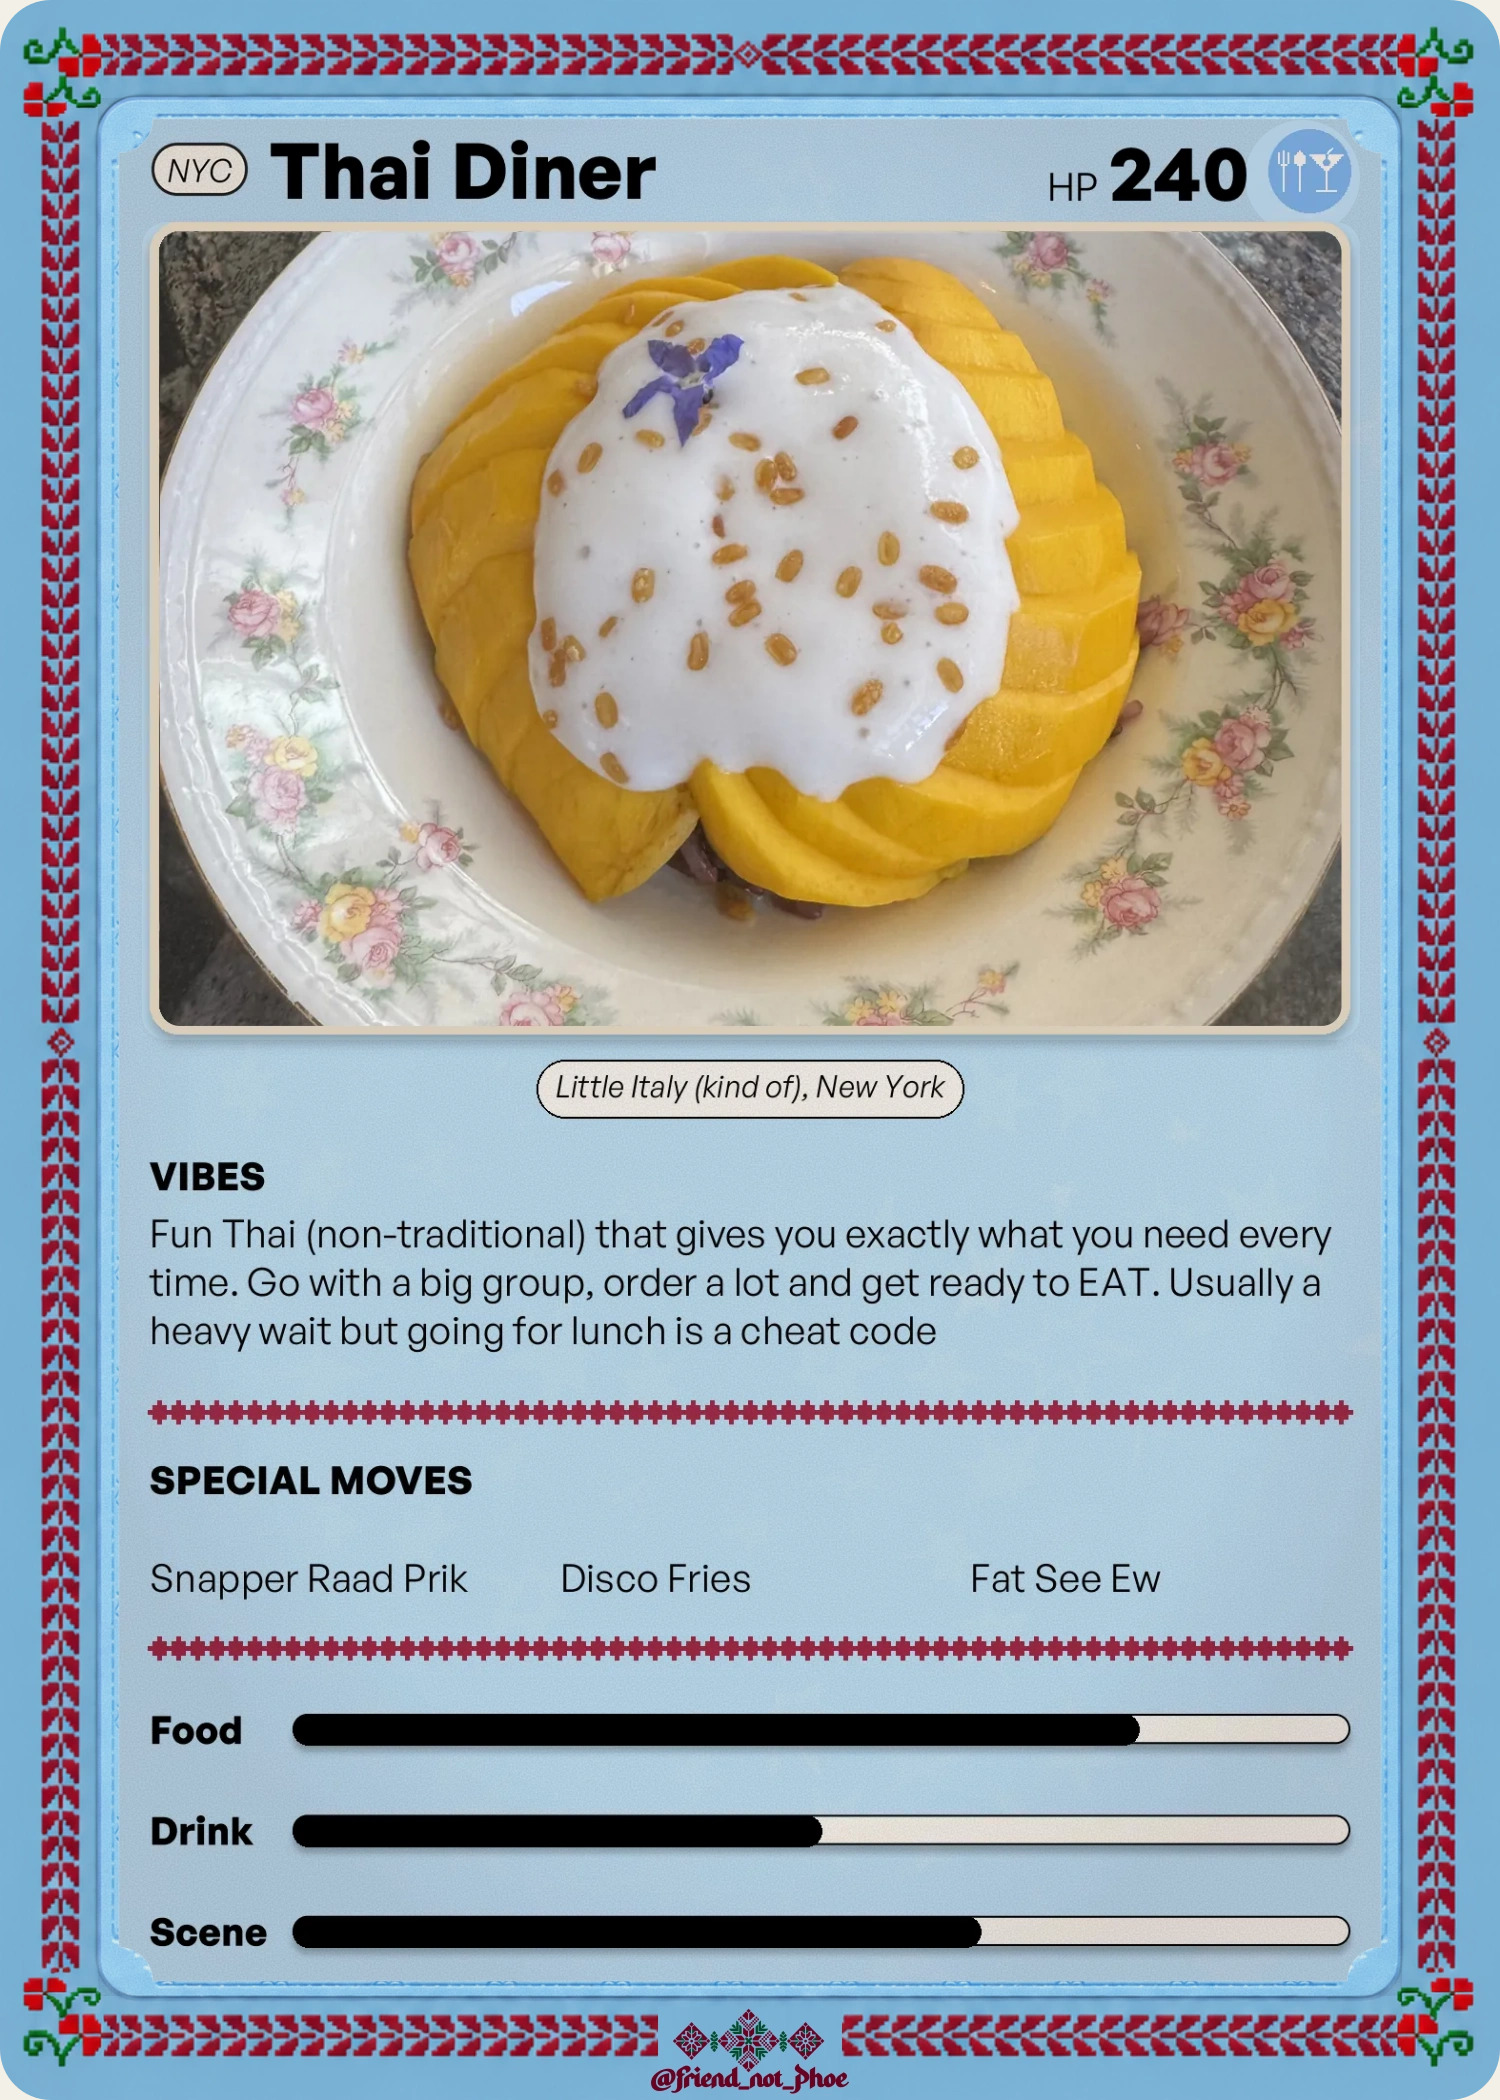 NYC Thai Diner HP 240
Little Italy (kind of), New York
VIBES
Fun Thai (non-traditional) that gives you exactly what you need every
time. Go with a big group, order a lot and get ready to EAT. Usually a
heavy wait but going for lunch is a cheat code
SPECIAL MOVES
Snapper Raad Prik Disco Fries Fat See Ew
Food
Drink
Scene
@friend_not_phoe